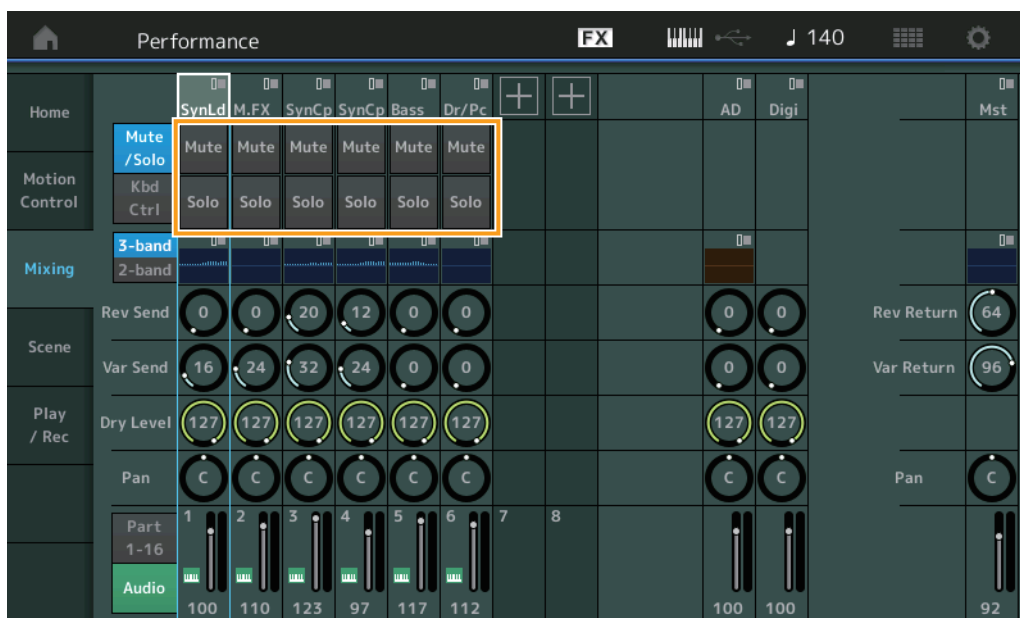 Performance FX 140
SynLd M.FX SynCp SynCp Bass Dr/Pc AD Digi Mst
Home
Mute /Solo
Mute Mute Mute Mute Mute Mute
Motion Control
Kbd Ctrl
Solo Solo Solo Solo Solo Solo
Mixing
3-band
2-band
Rev Send 0 0 20 12 0 0 0 0 Rev Return 64
Scene
Var Send 16 24 32 24 0 0 0 0 Var Return 96
Play / Rec
Dry Level 127 127 127 127 127 127 127 127
Pan C C C C C C C C Pan C
Part 1-16
1 2 3 4 5 6 7 8
Audio
100 110 123 97 117 112 100 100 92